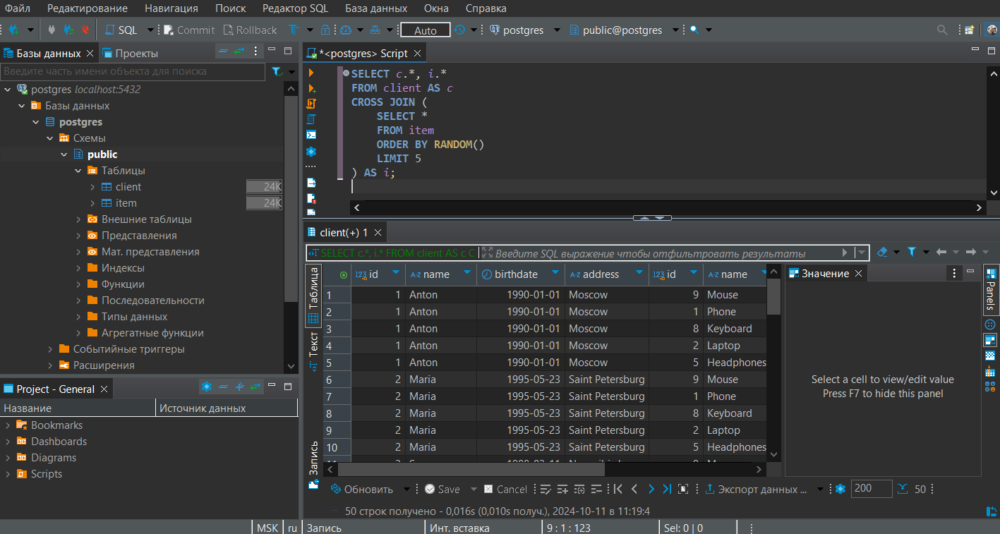 Файл Редактирование Навигация Поиск Редактор SQL База данных Окна Справка
SQL Commit Rollback Auto postgres public@postgres
Базы данных Проекты
Введите часть имени объекта для поиска
postgres localhost:5432
Базы данных
postgres
Схемы
public
Таблицы
client 24K
item 24K
Внешние таблицы
Представления
Мат. представления
Индексы
Функции
Последовательности
Типы данных
Агрегатные функции
Событийные триггеры
Расширения
Project - General
Название Источник данных
Bookmarks
Dashboards
Diagrams
Scripts
*<postgres> Script
SELECT c.*, i.*
FROM client AS c
CROSS JOIN (
SELECT *
FROM item
ORDER BY RANDOM()
LIMIT 5
) AS i;
client(+) 1
SELECT c.*, i.* FROM client AS c C Введите SQL выражение чтобы отфильтровать результаты
Таблица
Текст
Запись
123 id A-Z name birthdate A-Z address 123 id A-Z name
1 1 Anton 1990-01-01 Moscow 9 Mouse
2 1 Anton 1990-01-01 Moscow 1 Phone
3 1 Anton 1990-01-01 Moscow 8 Keyboard
4 1 Anton 1990-01-01 Moscow 2 Laptop
5 1 Anton 1990-01-01 Moscow 5 Headphones
6 2 Maria 1995-05-23 Saint Petersburg 9 Mouse
7 2 Maria 1995-05-23 Saint Petersburg 1 Phone
8 2 Maria 1995-05-23 Saint Petersburg 8 Keyboard
9 2 Maria 1995-05-23 Saint Petersburg 2 Laptop
10 2 Maria 1995-05-23 Saint Petersburg 5 Headphones
Значение
Select a cell to view/edit value
Press F7 to hide this panel
Panels
Обновить Save Cancel Экспорт данных ... 200 50
50 строк получено - 0,016s (0,010s получ.), 2024-10-11 в 11:19:4
MSK ru Запись Инт. вставка 9 : 1 : 123 Sel: 0 | 0